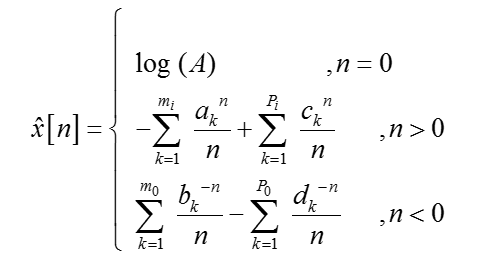 log (A) , n = 0
x̂[n] = { −∑_{k=1}^{m_i} a_k^n / n + ∑_{k=1}^{P_i} c_k^n / n , n > 0
∑_{k=1}^{m_0} b_k^{−n} / n − ∑_{k=1}^{P_0} d_k^{−n} / n , n < 0